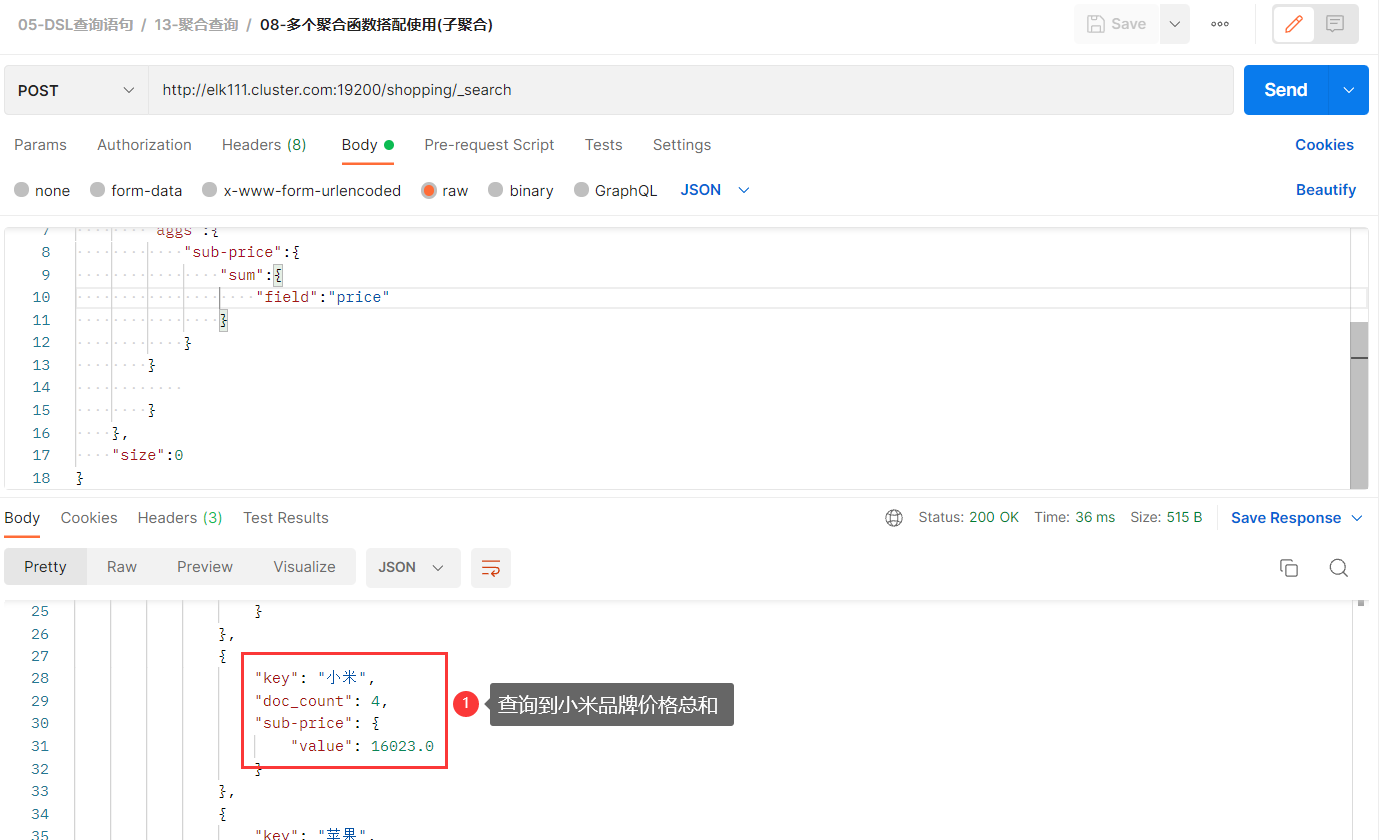 05-DSL查询语句 / 13-聚合查询 / 08-多个聚合函数搭配使用(子聚合)
Save
POST
http://elk111.cluster.com:19200/shopping/_search
Send
Params Authorization Headers (8) Body Pre-request Script Tests Settings Cookies
none form-data x-www-form-urlencoded raw binary GraphQL JSON Beautify
7 aggs :{
8 "sub-price":{
9 "sum":{
10 "field":"price"
11 }
12 }
13 }
14
15 }
16 },
17 "size":0
18 }
Body Cookies Headers (3) Test Results Status: 200 OK Time: 36 ms Size: 515 B Save Response
Pretty Raw Preview Visualize JSON
25 }
26 },
27 {
28 "key": "小米",
29 "doc_count": 4,
30 "sub-price": {
31 "value": 16023.0
32 }
33 },
34 {
35 "key": "苹果",
1 查询到小米品牌价格总和